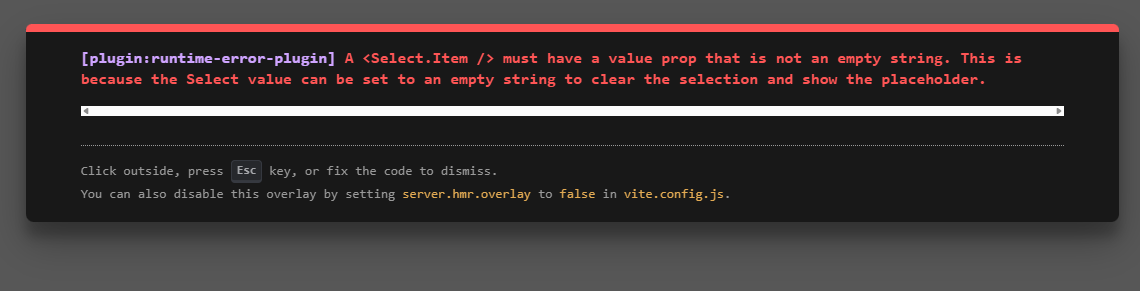 [plugin:runtime-error-plugin] A <Select.Item /> must have a value prop that is not an empty string. This is
because the Select value can be set to an empty string to clear the selection and show the placeholder.
Click outside, press Esc key, or fix the code to dismiss.
You can also disable this overlay by setting server.hmr.overlay to false in vite.config.js.